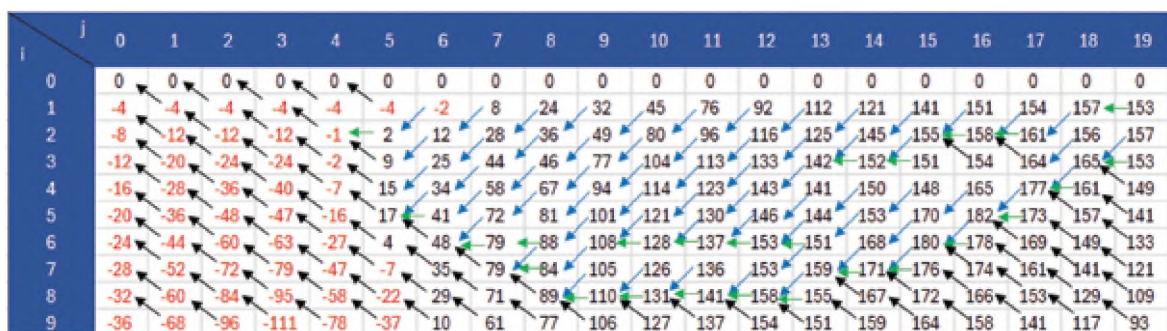 j 0 1 2 3 4 5 6 7 8 9 10 11 12 13 14 15 16 17 18 19
i
0 0 0 0 0 0 0 0 0 0 0 0 0 0 0 0 0 0 0 0 0
1 -4 -4 -4 -4 -4 -4 -2 8 24 32 45 76 92 112 121 141 151 154 157 153
2 -8 -12 -12 -12 -1 2 12 28 36 49 80 96 116 125 145 155 158 161 156 157
3 -12 -20 -24 -24 -2 9 25 44 46 77 104 113 133 142 152 151 154 164 165 153
4 -16 -28 -36 -40 -7 15 34 58 67 94 114 123 143 141 150 148 165 177 161 149
5 -20 -36 -48 -47 -16 17 41 72 81 101 121 130 146 144 153 170 182 173 157 141
6 -24 -44 -60 -63 -27 4 48 79 88 108 128 137 153 151 168 180 178 169 149 133
7 -28 -52 -72 -79 -47 -7 35 79 84 105 126 136 153 159 171 176 174 161 141 121
8 -32 -60 -84 -95 -58 -22 29 71 89 110 131 141 158 155 167 172 166 153 129 109
9 -36 -68 -96 -111 -78 -37 10 61 77 106 127 137 154 151 159 164 158 141 117 93